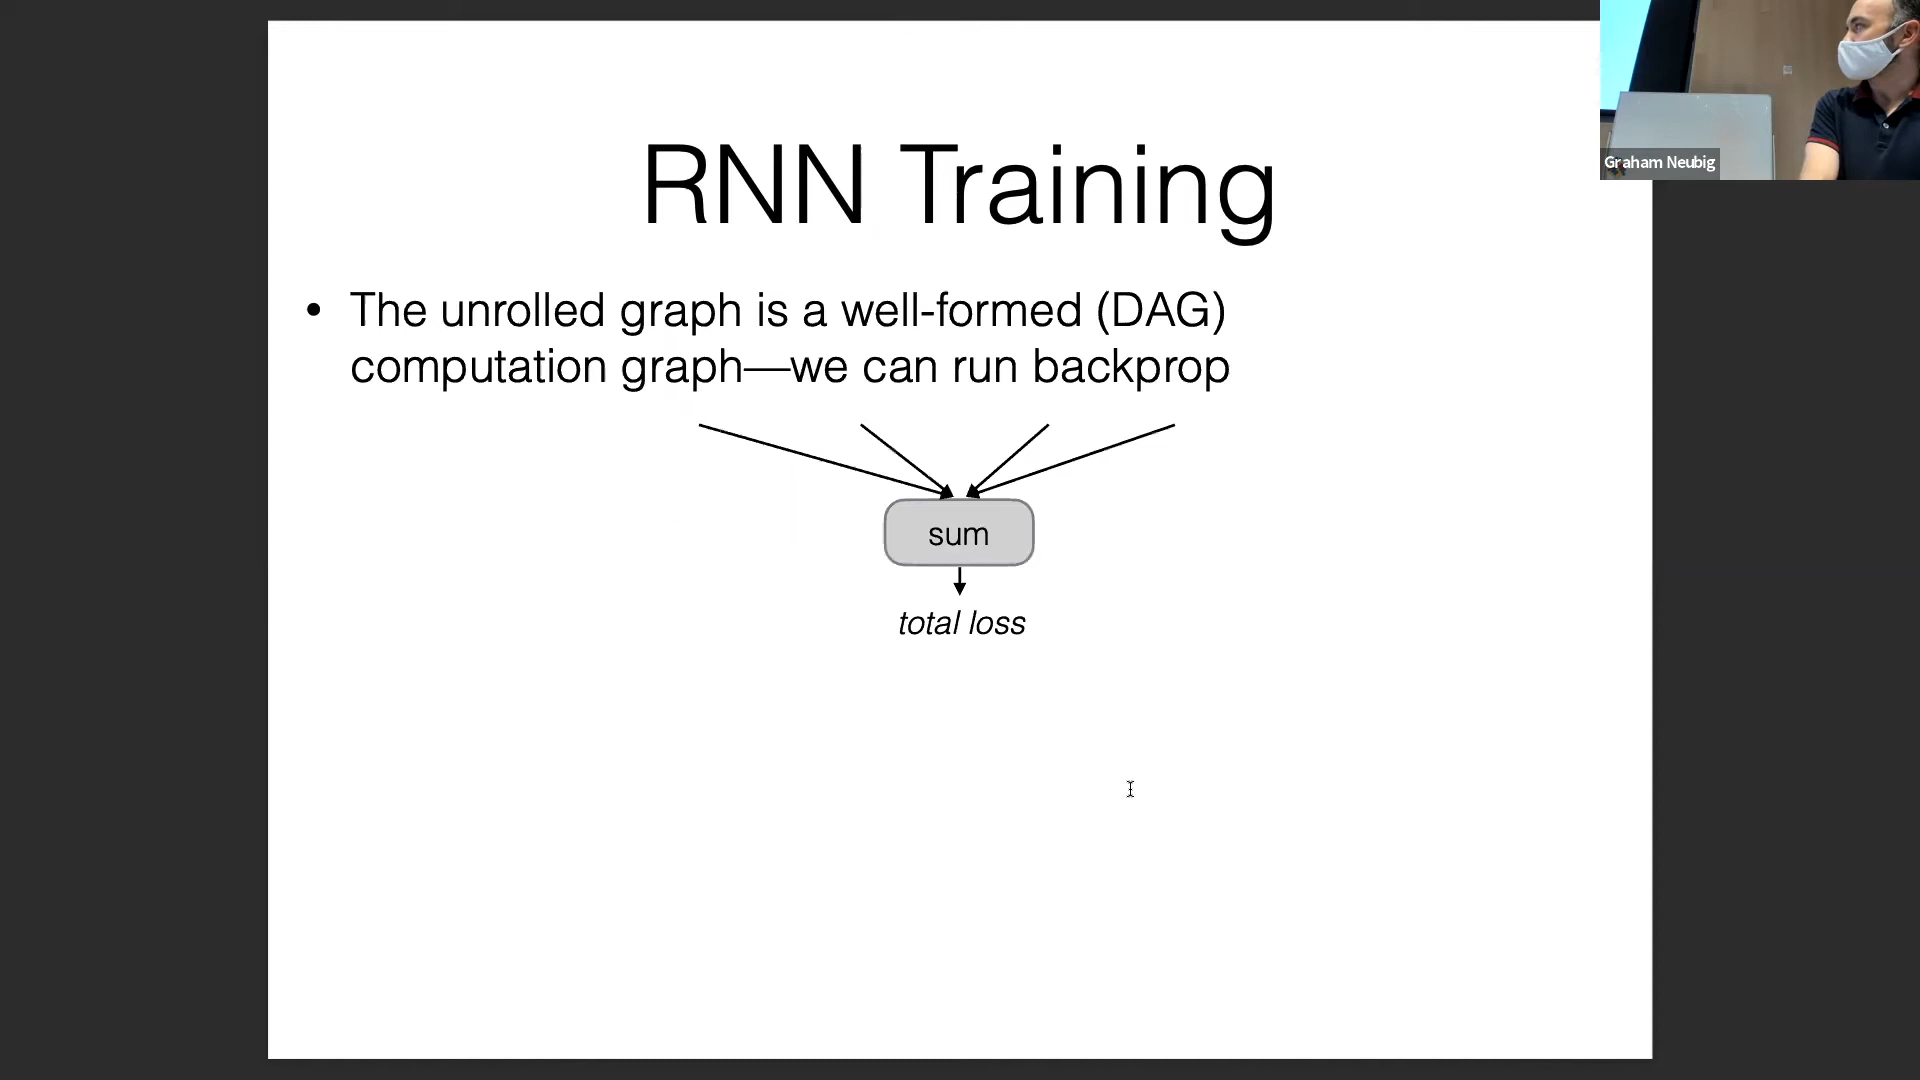 RNN Training
• The unrolled graph is a well-formed (DAG)
computation graph—we can run backprop
sum
total loss
Graham Neubig